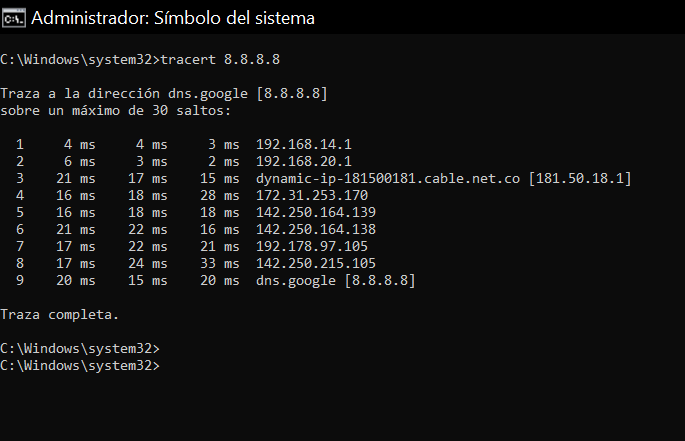 Administrador: Símbolo del sistema
C:\Windows\system32>tracert 8.8.8.8
Traza a la dirección dns.google [8.8.8.8]
sobre un máximo de 30 saltos:
1 4 ms 4 ms 3 ms 192.168.14.1
2 6 ms 3 ms 2 ms 192.168.20.1
3 21 ms 17 ms 15 ms dynamic-ip-181500181.cable.net.co [181.50.18.1]
4 16 ms 18 ms 28 ms 172.31.253.170
5 16 ms 18 ms 18 ms 142.250.164.139
6 21 ms 22 ms 16 ms 142.250.164.138
7 17 ms 22 ms 21 ms 192.178.97.105
8 17 ms 24 ms 33 ms 142.250.215.105
9 20 ms 15 ms 20 ms dns.google [8.8.8.8]
Traza completa.
C:\Windows\system32>
C:\Windows\system32>